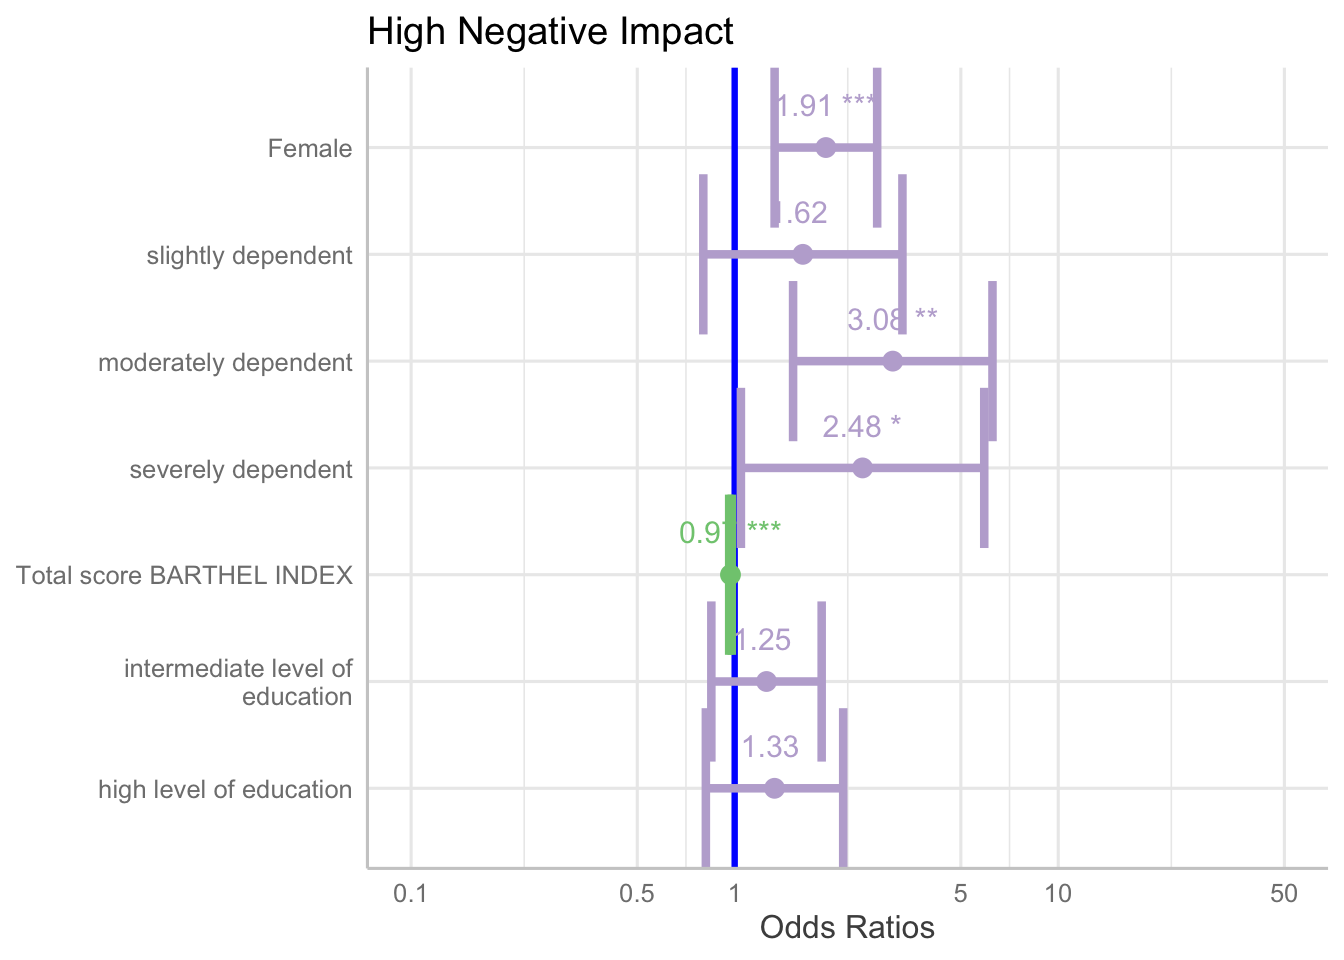 High Negative Impact
Female
1.91 ***
slightly dependent
1.62
moderately dependent
3.08 **
severely dependent
2.48 *
Total score BARTHEL INDEX
0.97 ***
intermediate level of
education
1.25
high level of education
1.33
0.1 0.5 1 5 10 50
Odds Ratios